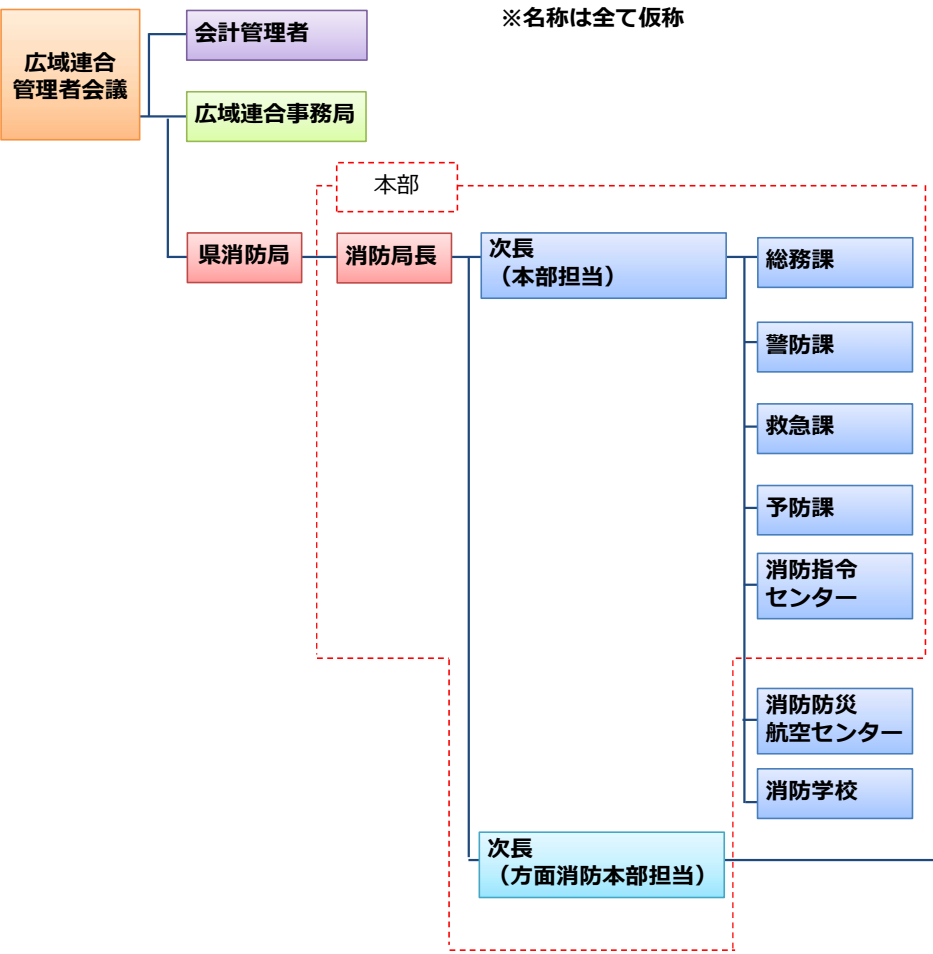 ※名称は全て仮称
広域連合
管理者会議
会計管理者
広域連合事務局
本部
県消防局
消防局長
次長
（本部担当）
総務課
警防課
救急課
予防課
消防指令
センター
消防防災
航空センター
消防学校
次長
（方面消防本部担当）